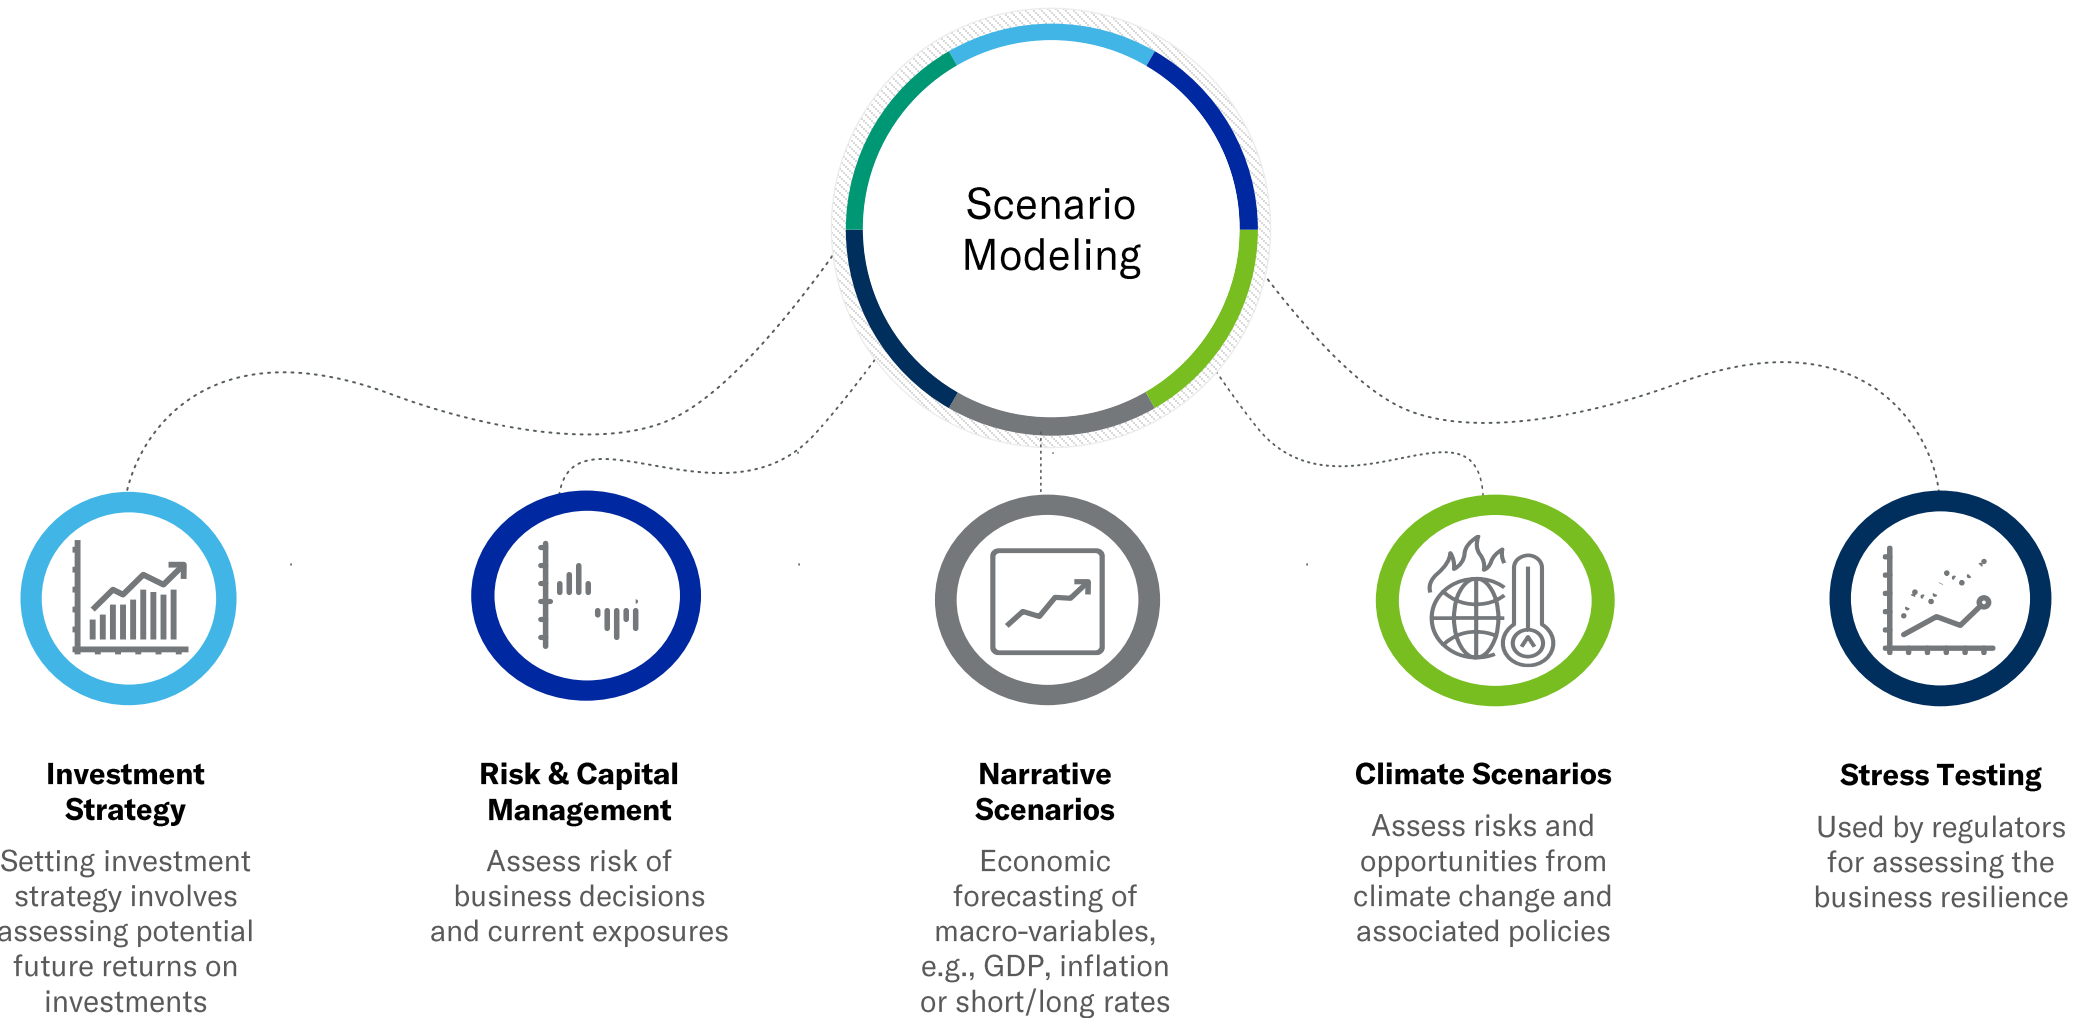 Scenario
Modeling
Investment
Strategy
Setting investment
strategy involves
assessing potential
future returns on
investments
Risk & Capital
Management
Assess risk of
business decisions
and current exposures
Narrative
Scenarios
Economic
forecasting of
macro-variables,
e.g., GDP, inflation
or short/long rates
Climate Scenarios
Assess risks and
opportunities from
climate change and
associated policies
Stress Testing
Used by regulators
for assessing the
business resilience